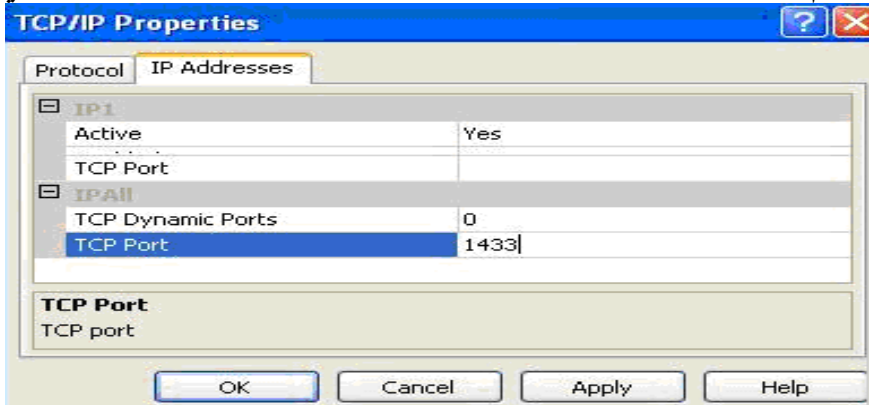 TCP/IP Properties
Protocol IP Addresses
IP1
Active Yes
TCP Port
IPAll
TCP Dynamic Ports 0
TCP Port 1433
TCP Port
TCP port
OK Cancel Apply Help